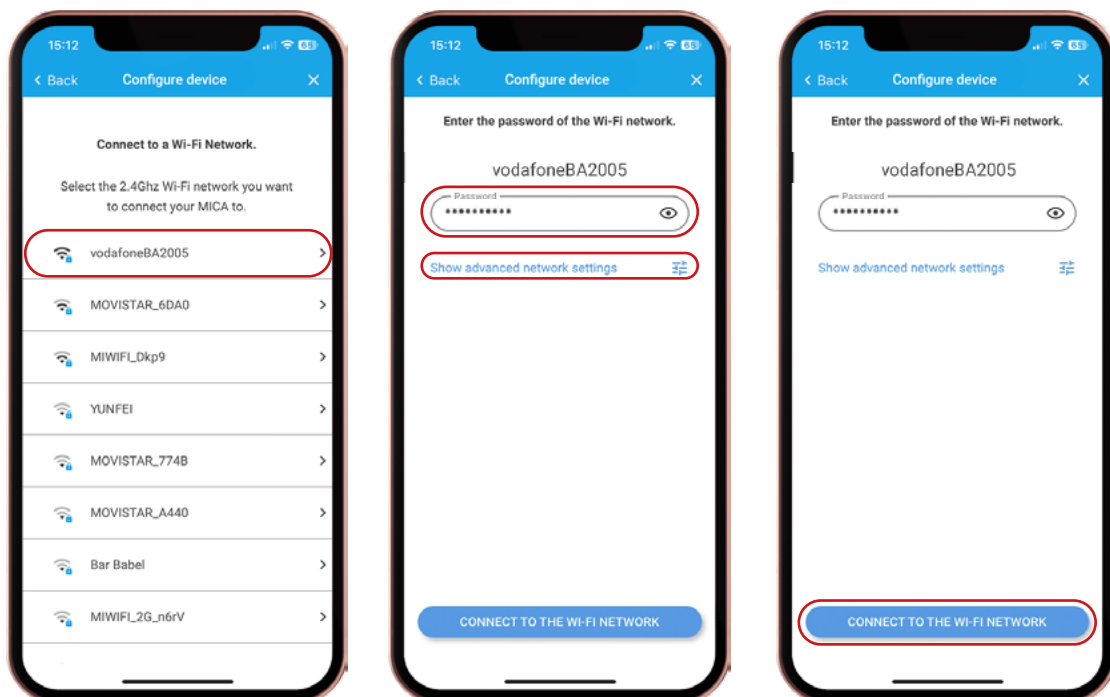 15:12
65
Back Configure device
Connect to a Wi-Fi Network.
Select the 2.4Ghz Wi-Fi network you want
to connect your MICA to.
vodafoneBA2005
MOVISTAR_6DA0
MIWIFI_Dkp9
YUNFEI
MOVISTAR_774B
MOVISTAR_A440
Bar Babel
MIWIFI_2G_n6rV
15:12
65
Back Configure device
Enter the password of the Wi-Fi network.
vodafoneBA2005
Password
**********
Show advanced network settings
CONNECT TO THE WI-FI NETWORK
15:12
65
Back Configure device
Enter the password of the Wi-Fi network.
vodafoneBA2005
Password
**********
Show advanced network settings
CONNECT TO THE WI-FI NETWORK